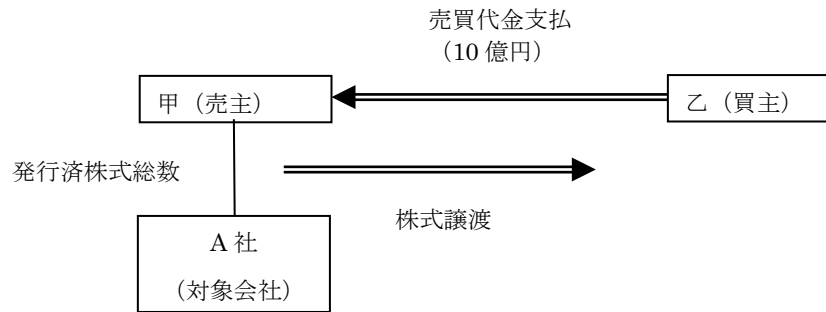 売買代金支払
（10 億円）
甲（売主）
乙（買主）
発行済株式総数
株式譲渡
A 社
（対象会社）